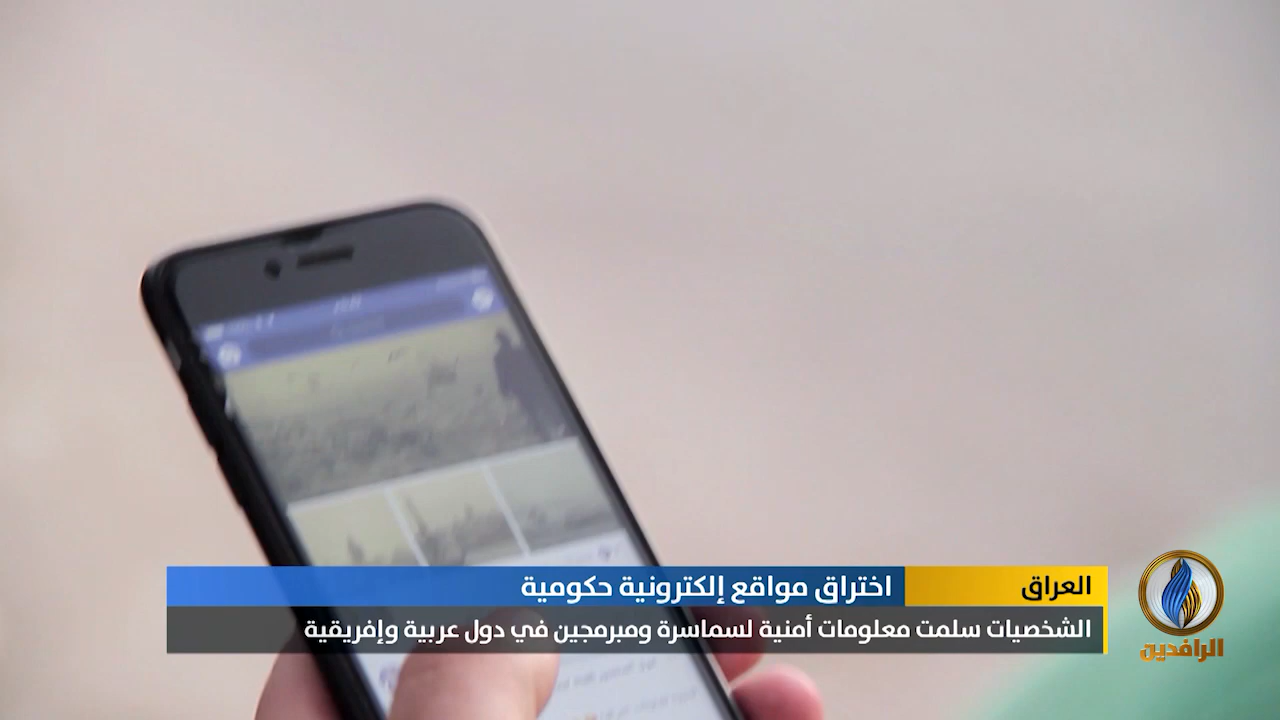 العراق
اختراق مواقع إلكترونية حكومية
الشخصيات سلمت معلومات أمنية لسماسرة ومبرمجين في دول عربية وإفريقية
الرافدين